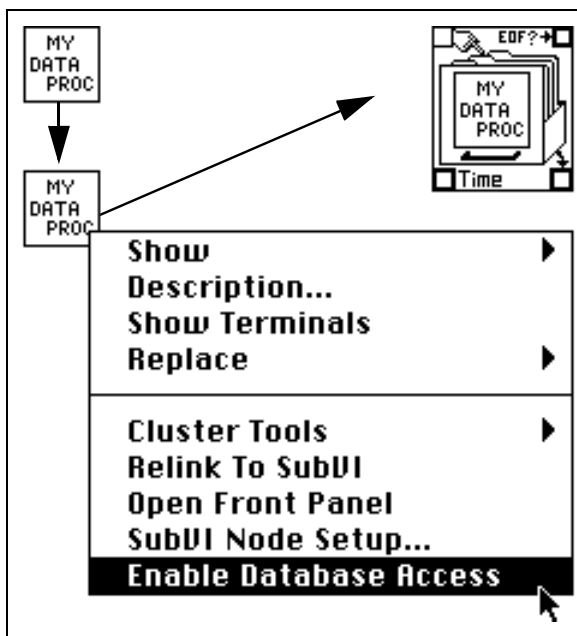 MY
DATA
PROC
EOF?
MY
DATA
PROC
Time
MY
DATA
PROC
Show
Description...
Show Terminals
Replace
Cluster Tools
Relink To SubVI
Open Front Panel
SubVI Node Setup...
Enable Database Access